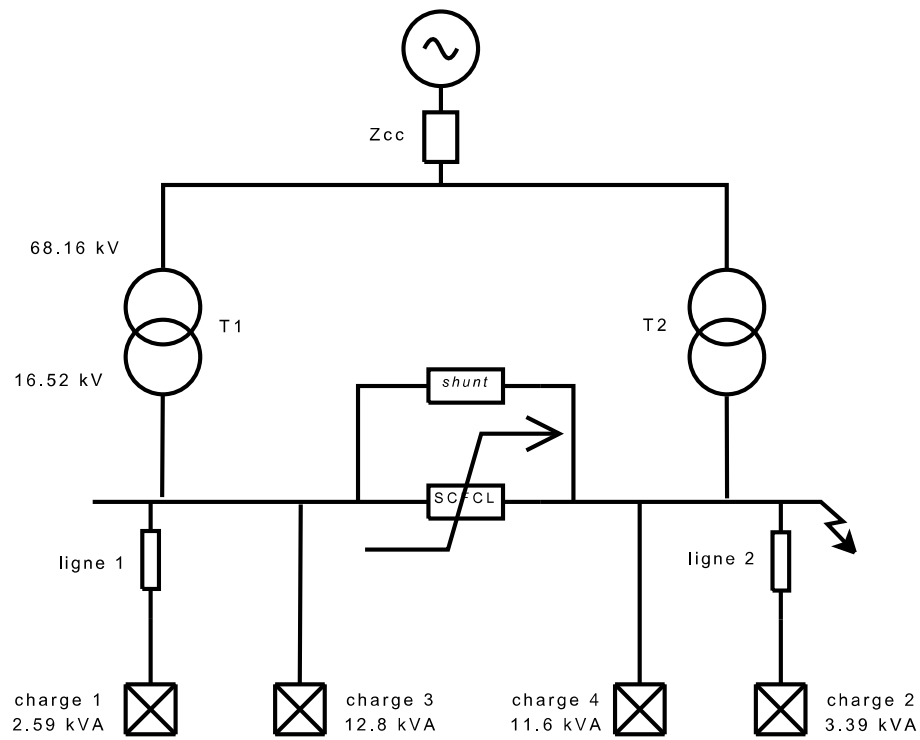 Zcc
68.16 kV
T1
T2
16.52 kV
shunt
SCFCL
ligne 1
ligne 2
charge 1
2.59 kVA
charge 3
12.8 kVA
charge 4
11.6 kVA
charge 2
3.39 kVA